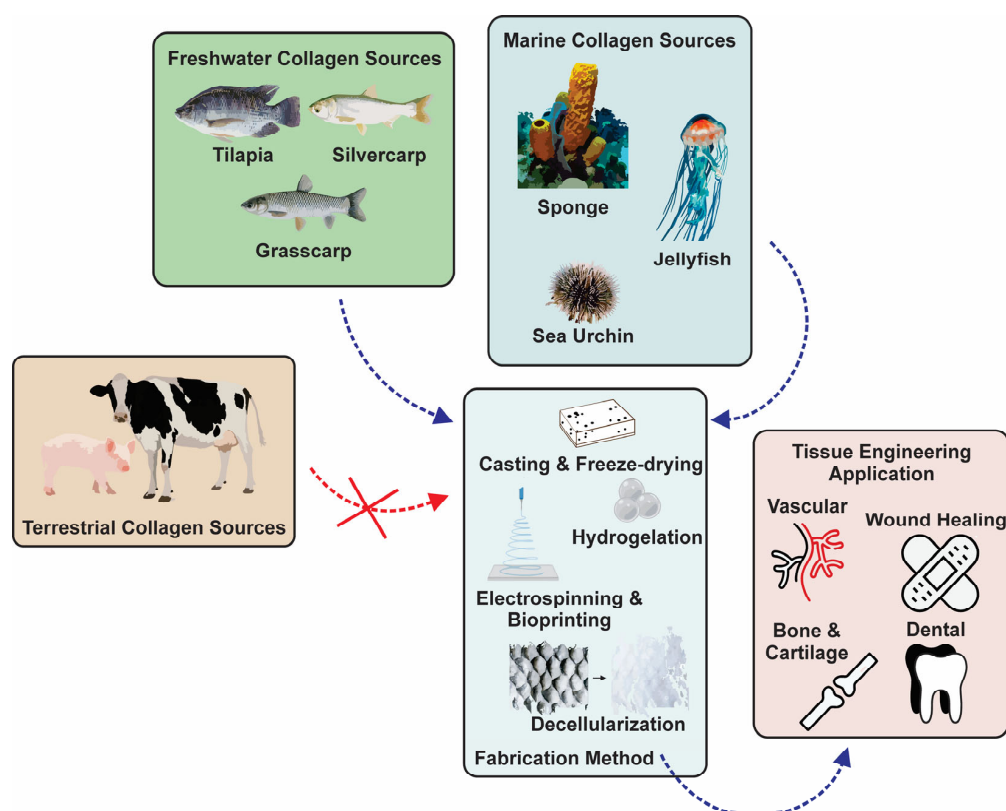 Freshwater Collagen Sources
Tilapia
Silvercarp
Grasscarp
Marine Collagen Sources
Sponge
Jellyfish
Sea Urchin
Terrestrial Collagen Sources
Casting & Freeze-drying
Hydrogelation
Electrospinning &
Bioprinting
Decellularization
Fabrication Method
Tissue Engineering
Application
Vascular
Wound Healing
Bone &
Cartilage
Dental